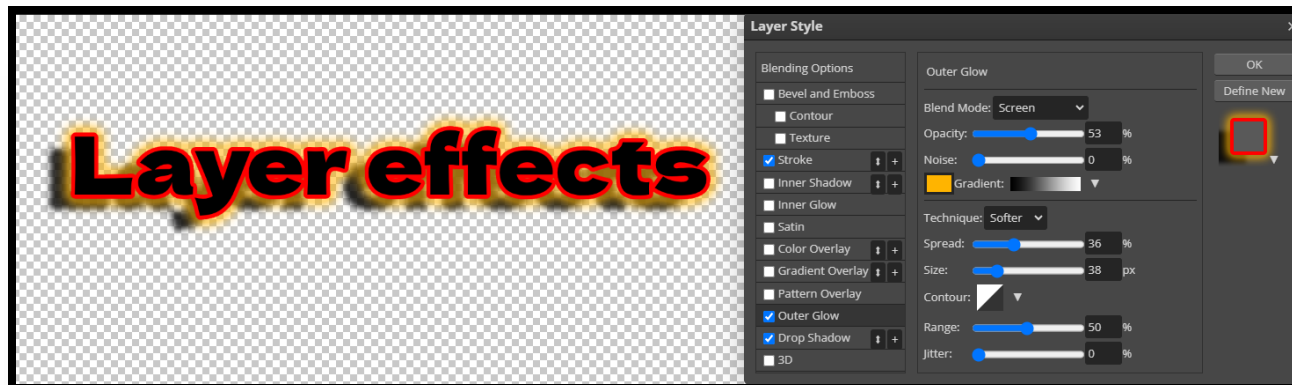 Layer effects
Layer Style
Blending Options
Bevel and Emboss
Contour
Texture
Stroke
Inner Shadow
Inner Glow
Satin
Color Overlay
Gradient Overlay
Pattern Overlay
Outer Glow
Drop Shadow
3D
Outer Glow
Blend Mode: Screen
Opacity: 53 %
Noise: 0 %
Gradient:
Technique: Softer
Spread: 36 %
Size: 38 px
Contour:
Range: 50 %
Jitter: 0 %
OK
Define New